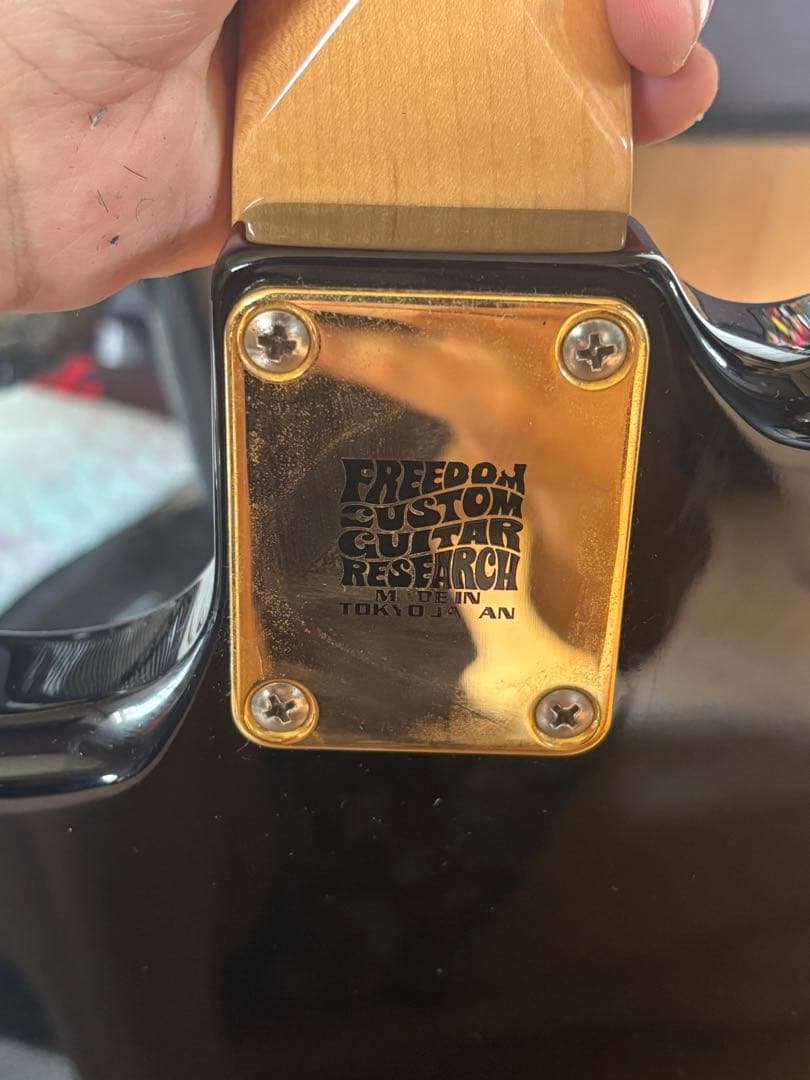 FREEDOM
CUSTOM
GUITAR
RESEARCH
MADE IN
TOKYO JAPAN